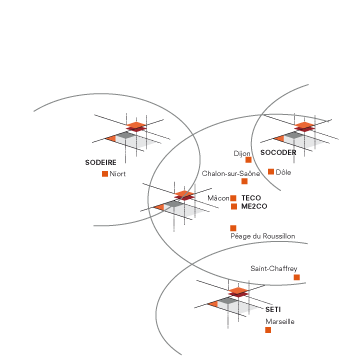 Dijon
SOCODER
SODEIRE
Niort
Chalon-sur-Saône
Dôle
Mâcon
TECO
ME2CO
Péage du Roussillon
Saint-Chaffrey
SETI
Marseille